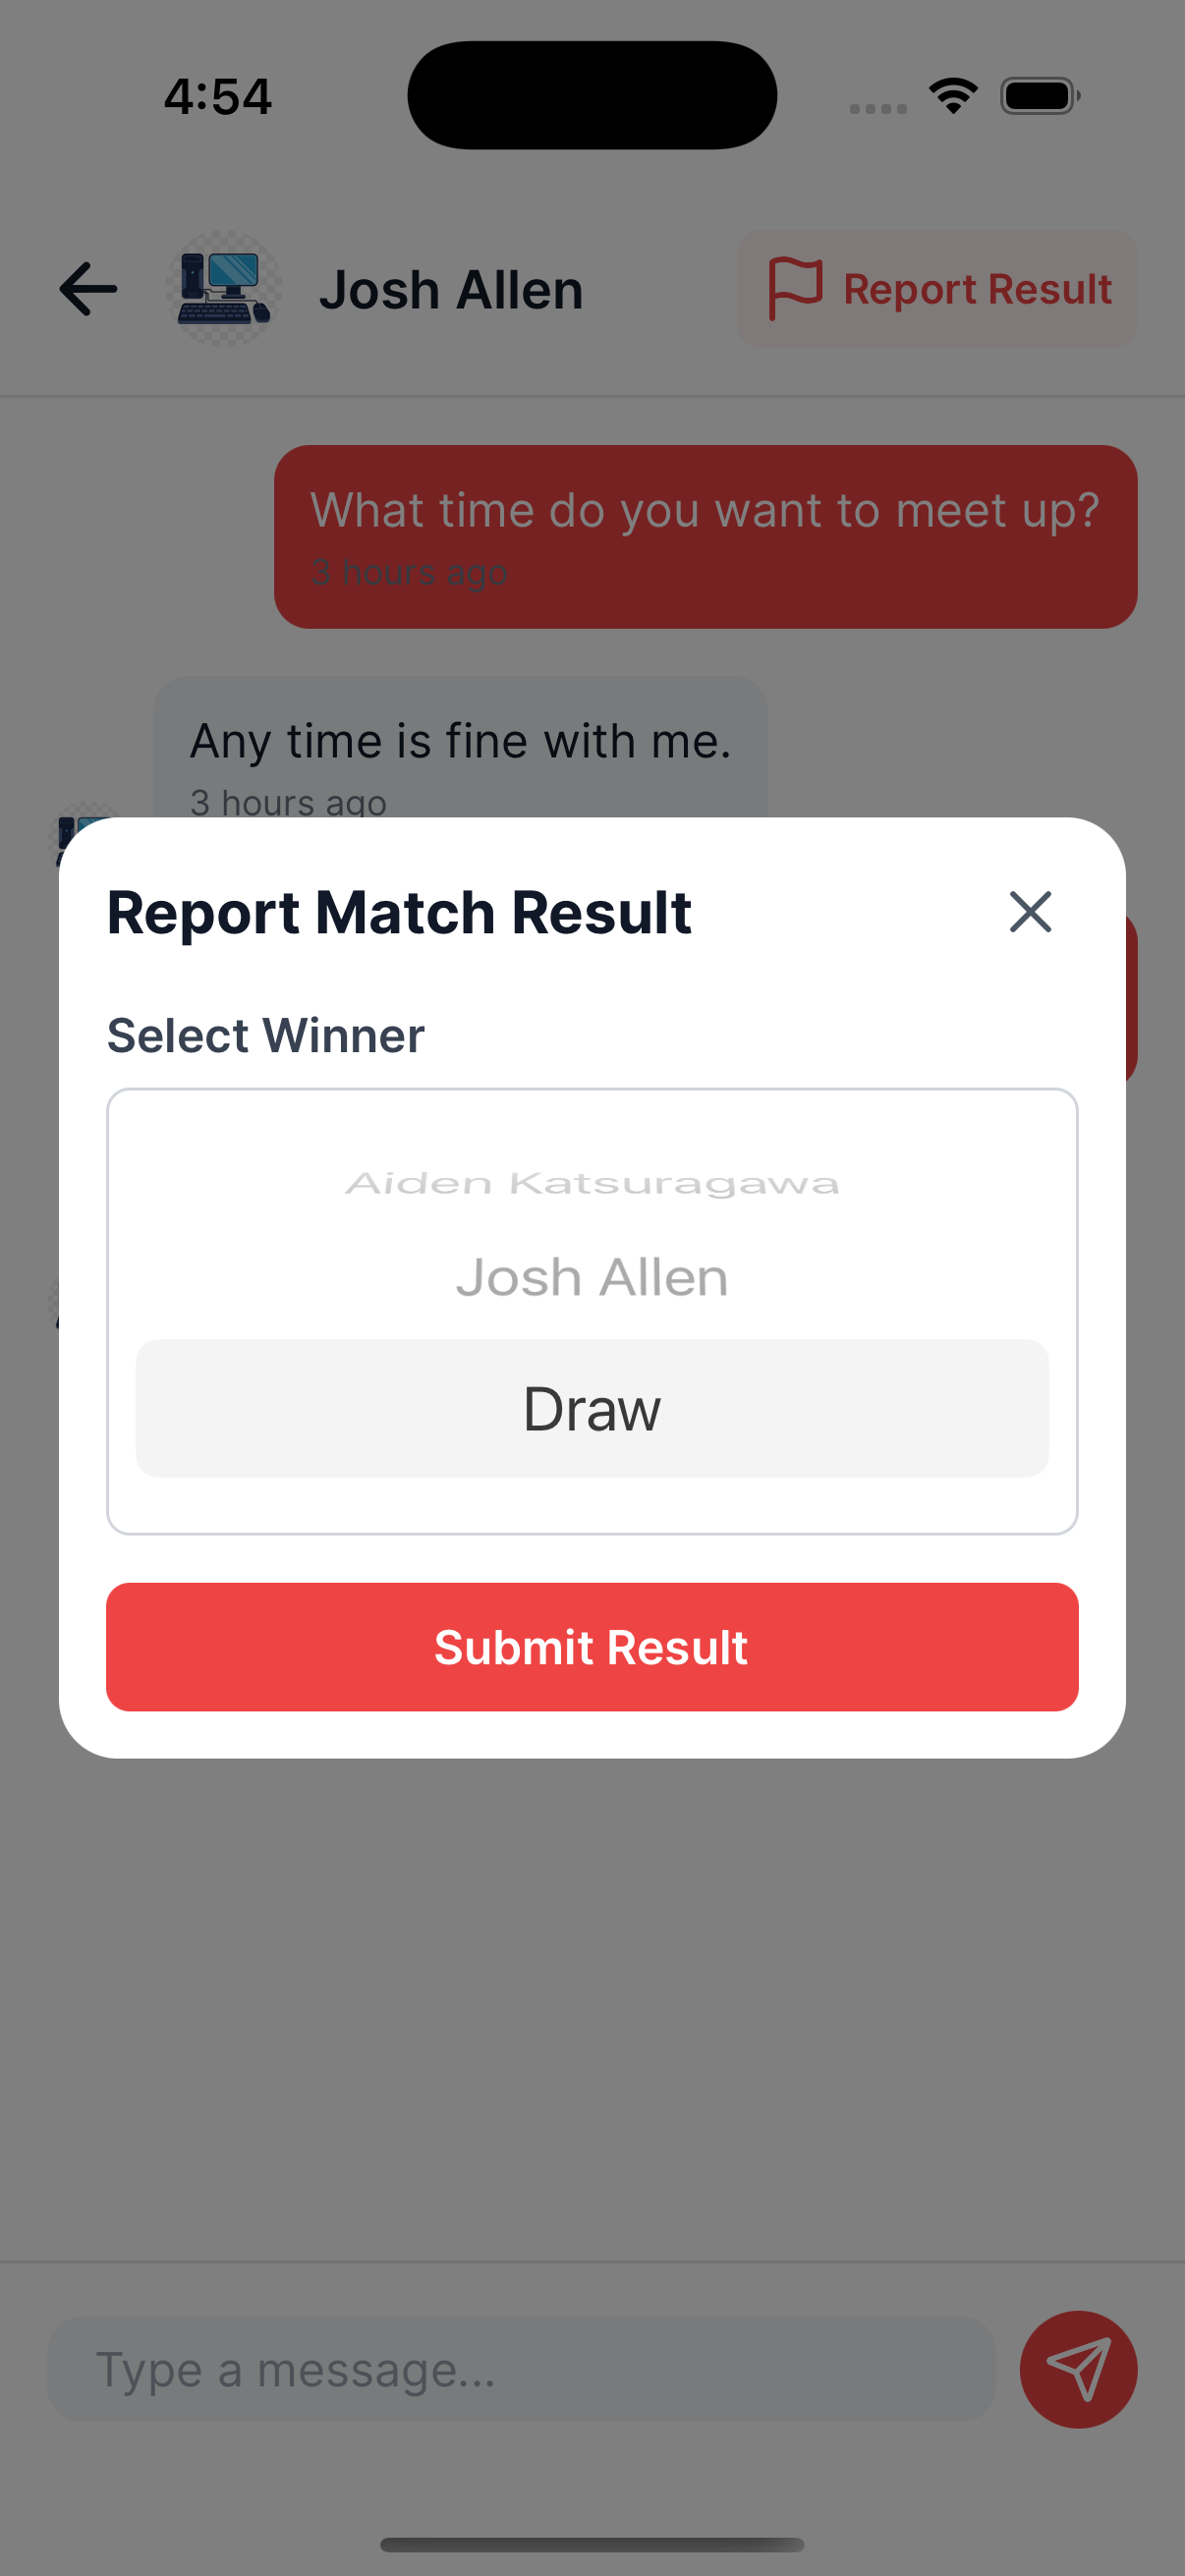 4:54
Josh Allen
Report Result
What time do you want to meet up?
3 hours ago
Any time is fine with me.
3 hours ago
Report Match Result
Select Winner
Aiden Katsuragawa
Josh Allen
Draw
Submit Result
Type a message...